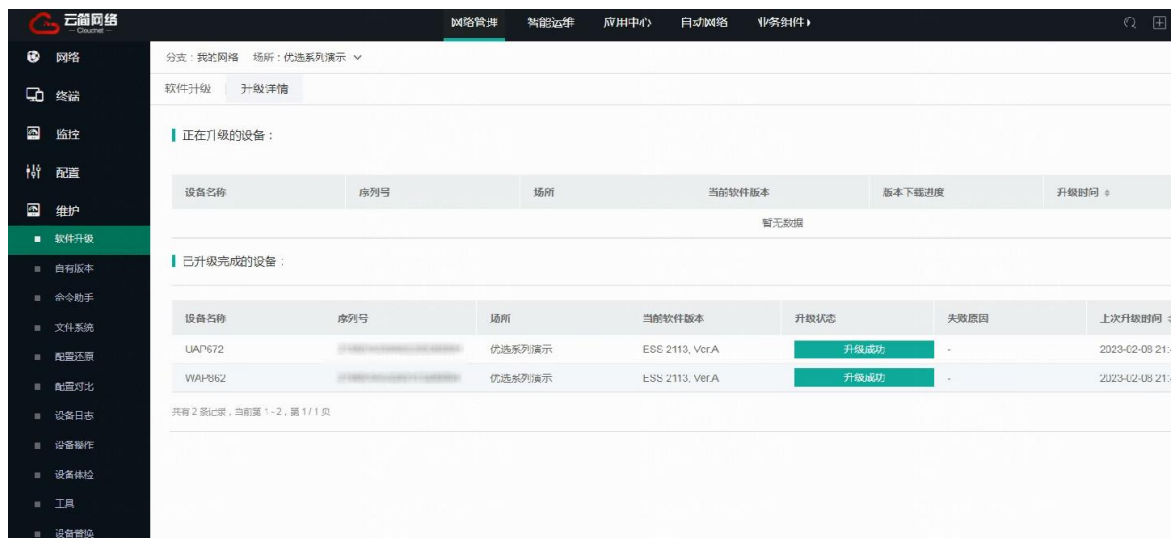 云简网络
Cloudnet
网络管理 智能运维 应用中心 自动网络 业务组件
网络
终端
监控
配置
维护
软件升级
自有版本
命令助手
文件系统
配置还原
配置对比
设备日志
设备操作
设备体检
工具
设备替换
分支：我的网络 场所：优选系列演示
软件升级 升级详情
正在升级的设备：
设备名称 序列号 场所 当前软件版本 版本下载进度 升级时间
暂无数据
已升级完成的设备：
设备名称 序列号 场所 当前软件版本 升级状态 失败原因 上次升级时间
UAP672 优选系列演示 ESS 2113, Ver.A 升级成功 - 2023-02-08 21:
WAP862 优选系列演示 ESS 2113, Ver.A 升级成功 - 2023-02-08 21:
共有2条记录，当前第1-2，第1/1页